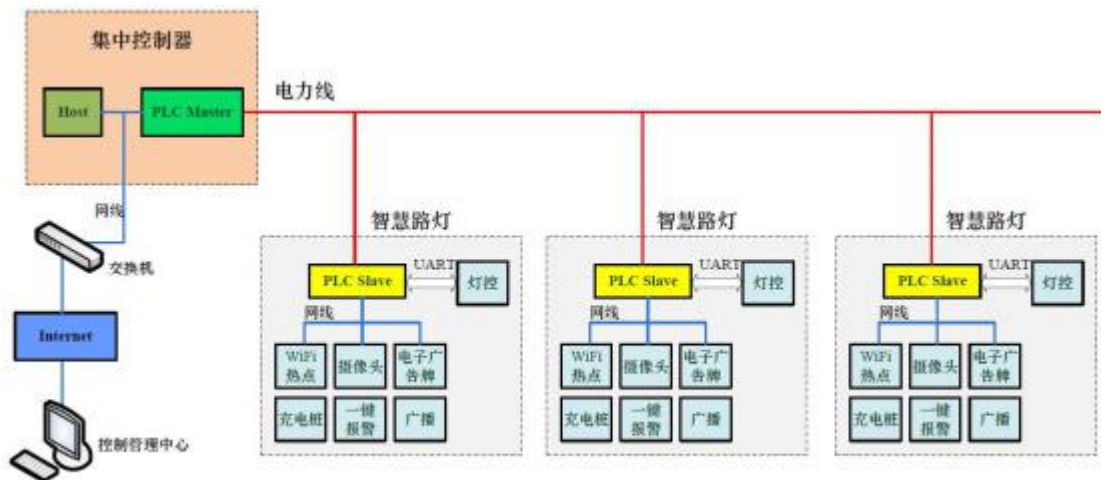 集中控制器
Host
PLC Master
电力线
网线
交换机
Internet
控制管理中心
智慧路灯
PLC Slave
UART
灯控
网线
WiFi
热点
摄像头
电子广
告牌
充电桩
一键
报警
广播
智慧路灯
PLC Slave
UART
灯控
网线
WiFi
热点
摄像头
电子广
告牌
充电桩
一键
报警
广播
智慧路灯
PLC Slave
UART
灯控
网线
WiFi
热点
摄像头
电子广
告牌
充电桩
一键
报警
广播